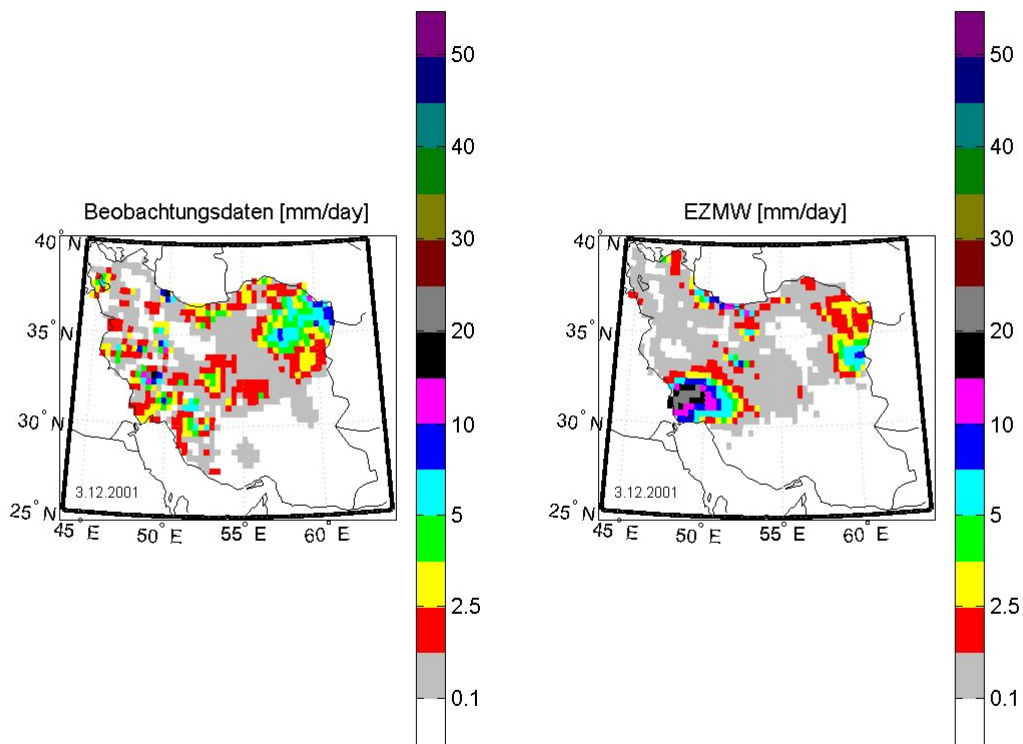 Beobachtungsdaten [mm/day]
40° N
35° N
30° N
25° N
45° E
50° E
55° E
60° E
3.12.2001
50
40
30
20
10
5
2.5
0.1
EZMW [mm/day]
40° N
35° N
30° N
25° N
45° E
50° E
55° E
60° E
3.12.2001
50
40
30
20
10
5
2.5
0.1